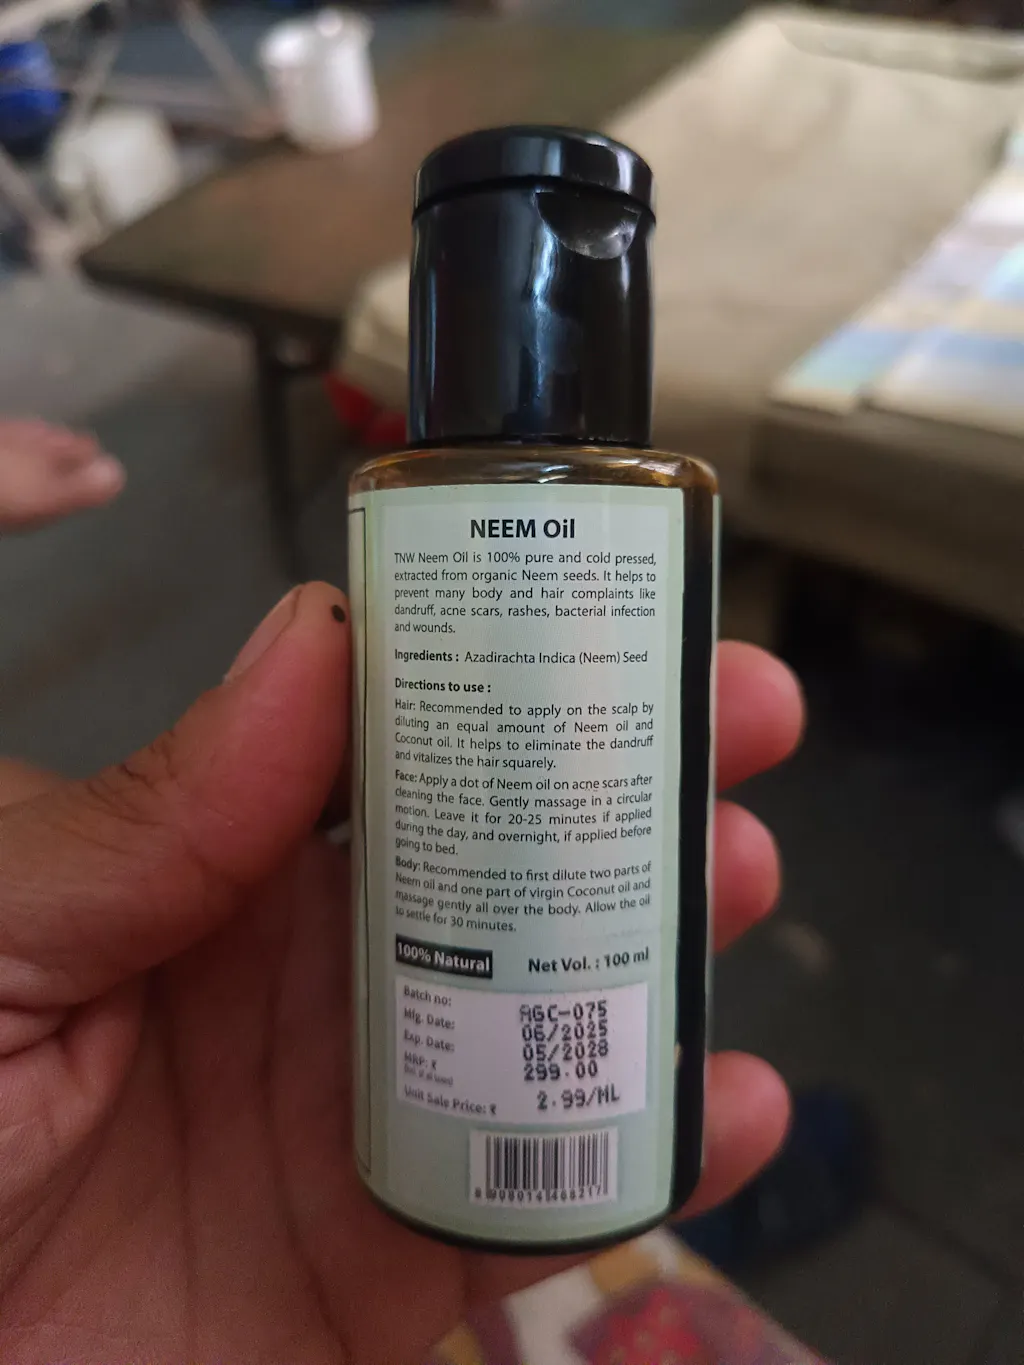 NEEM Oil
TNW Neem Oil is 100% pure and cold pressed,
extracted from organic Neem seeds. It helps to
prevent many body and hair complaints like
dandruff, acne scars, rashes, bacterial infection
and wounds.
Ingredients : Azadirachta Indica (Neem) Seed
Directions to use :
Hair: Recommended to apply on the scalp by
diluting an equal amount of Neem oil and
Coconut oil. It helps to eliminate the dandruff
and vitalizes the hair squarely.
Face: Apply a dot of Neem oil on acne scars after
cleaning the face. Gently massage in a circular
motion. Leave it for 20-25 minutes if applied
during the day, and overnight, if applied before
going to bed.
Body: Recommended to first dilute two parts of
Neem oil and one part of virgin Coconut oil and
massage gently all over the body. Allow the oil
to settle for 30 minutes.
100% Natural Net Vol. : 100 ml
Batch no: AGC-075
Mfg. Date: 06/2025
Exp. Date: 05/2028
MRP: ₹ 299.00
Unit Sale Price: ₹ 2.99/ML